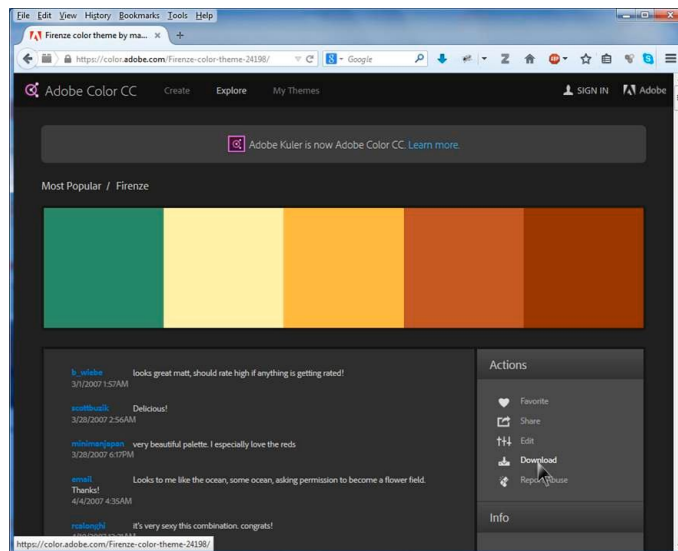 File Edit View History Bookmarks Tools Help
Firenze color theme by ma...
https://color.adobe.com/Firenze-color-theme-24198/
Google
Adobe Color CC Create Explore My Themes SIGN IN Adobe
Adobe Kuler is now Adobe Color CC. Learn more.
Most Popular / Firenze
Actions
b_wiebe looks great matt, should rate high if anything is getting rated!
3/1/2007 1:57AM
Favorite
scottbuzik Delicious!
3/28/2007 2:56AM
Share
minimanjapan very beautiful palette. I especially love the reds
3/28/2007 6:17PM
Edit
Download
email Looks to me like the ocean, some ocean, asking permission to become a flower field.
Thanks!
4/4/2007 4:35AM
Report Abuse
Info
it's very sexy this combination. congrats!
https://color.adobe.com/Firenze-color-theme-24198/